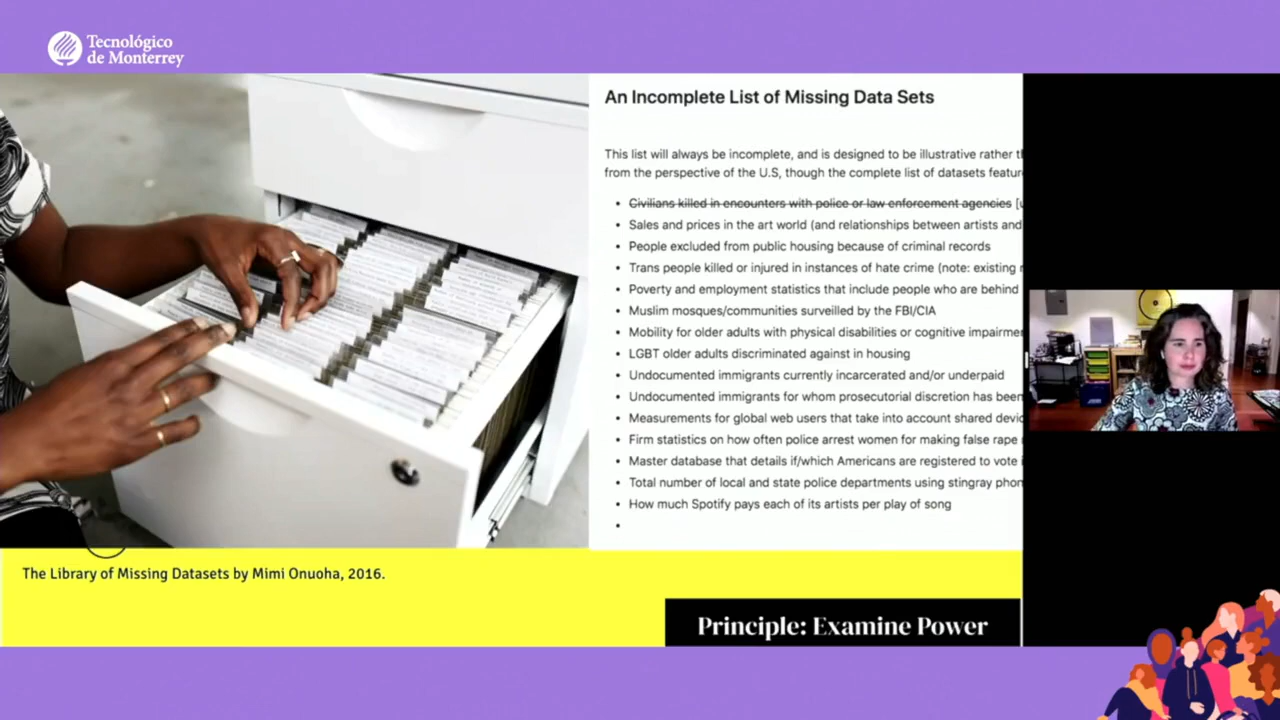 Tecnológico
de Monterrey
An Incomplete List of Missing Data Sets
This list will always be incomplete, and is designed to be illustrative rather
from the perspective of the U.S, though the complete list of datasets
• Civilians killed in encounters with police or law enforcement agencies
• Sales and prices in the art world (and relationships between artists and
• People excluded from public housing because of criminal records
• Trans people killed or injured in instances of hate crime (note: existing
• Poverty and employment statistics that include people who are behind
• Muslim mosques/communities surveilled by the FBI/CIA
• Mobility for older adults with physical disabilities or cognitive
• LGBT older adults discriminated against in housing
• Undocumented immigrants currently incarcerated and/or underpaid
• Undocumented immigrants for whom prosecutorial discretion has been
• Measurements for global web users that take into account shared
• Firm statistics on how often police arrest women for making false rape
• Master database that details if/which Americans are registered to vote
• Total number of local and state police departments using stingray
• How much Spotify pays each of its artists per play of song
•
The Library of Missing Datasets by Mimi Onuoha, 2016.
Principle: Examine Power